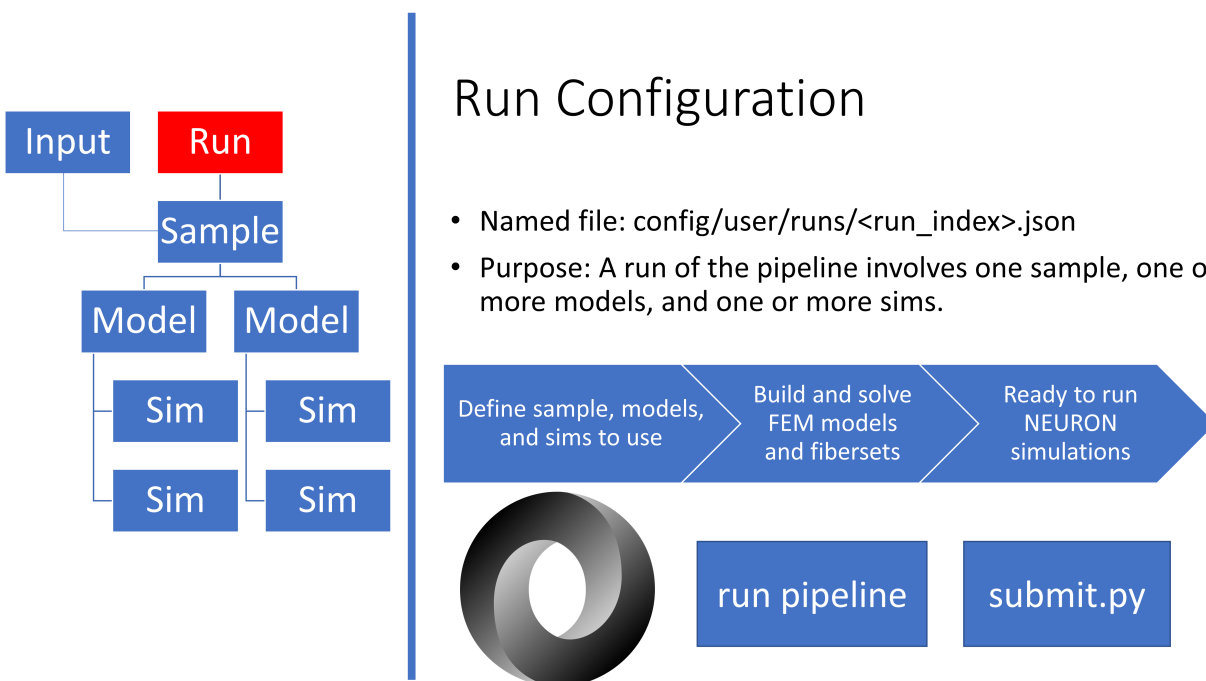 Input
Run
Sample
Model
Model
Sim
Sim
Sim
Sim
Run Configuration
• Named file: config/user/runs/<run_index>.json
• Purpose: A run of the pipeline involves one sample, one o
more models, and one or more sims.
Define sample, models,
and sims to use
Build and solve
FEM models
and fibersets
Ready to run
NEURON
simulations
run pipeline
submit.py